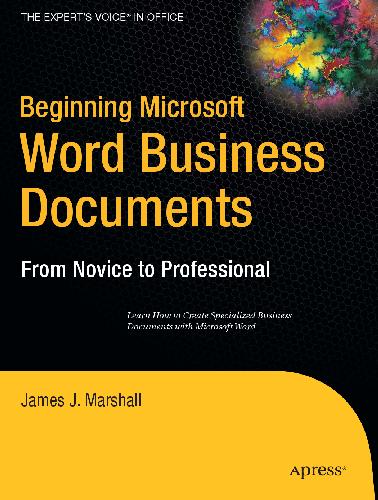 THE EXPERT'S VOICE® IN OFFICE
Beginning Microsoft
Word Business
Documents
From Novice to Professional
Learn How to Create Specialized Business
Documents with Microsoft Word
James J. Marshall
Apress®